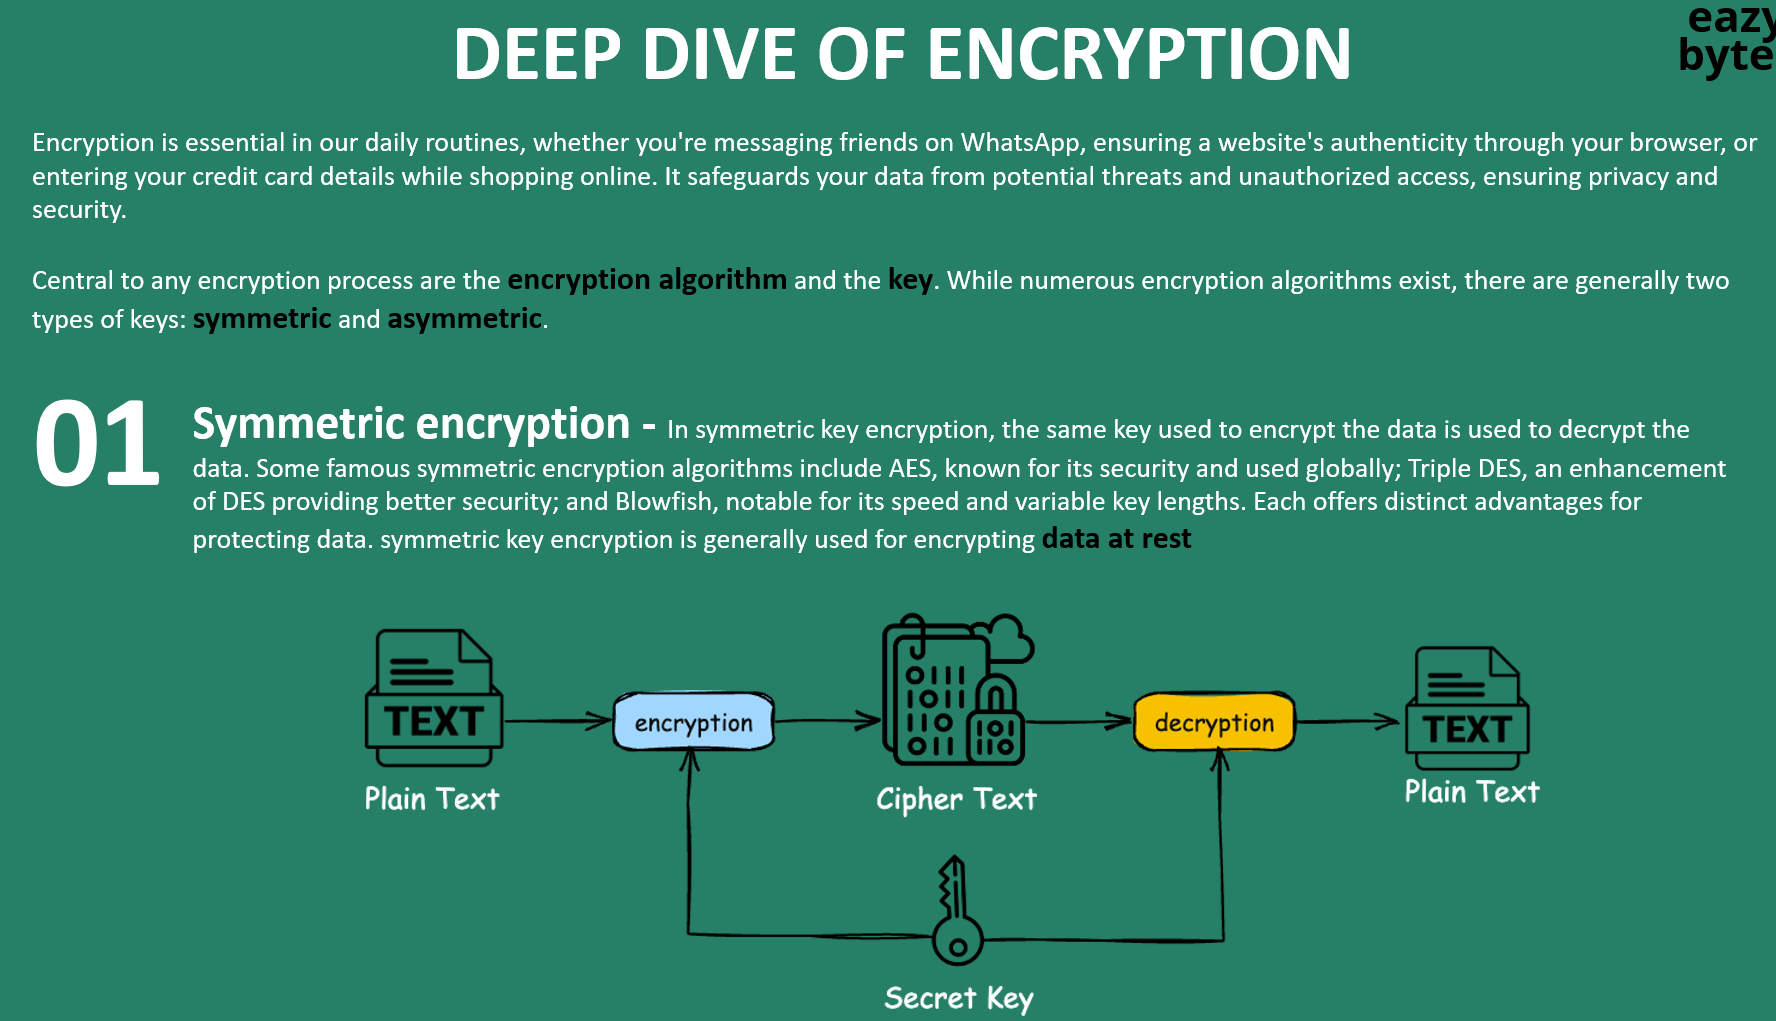 DEEP DIVE OF ENCRYPTION
eazy
byte
Encryption is essential in our daily routines, whether you're messaging friends on WhatsApp, ensuring a website's authenticity through your browser, or
entering your credit card details while shopping online. It safeguards your data from potential threats and unauthorized access, ensuring privacy and
security.
Central to any encryption process are the encryption algorithm and the key. While numerous encryption algorithms exist, there are generally two
types of keys: symmetric and asymmetric.
01
Symmetric encryption - In symmetric key encryption, the same key used to encrypt the data is used to decrypt the
data. Some famous symmetric encryption algorithms include AES, known for its security and used globally; Triple DES, an enhancement
of DES providing better security; and Blowfish, notable for its speed and variable key lengths. Each offers distinct advantages for
protecting data. symmetric key encryption is generally used for encrypting data at rest
TEXT
encryption
0111
1011
110
011
101
110
decryption
TEXT
Plain Text
Cipher Text
Plain Text
Secret Key